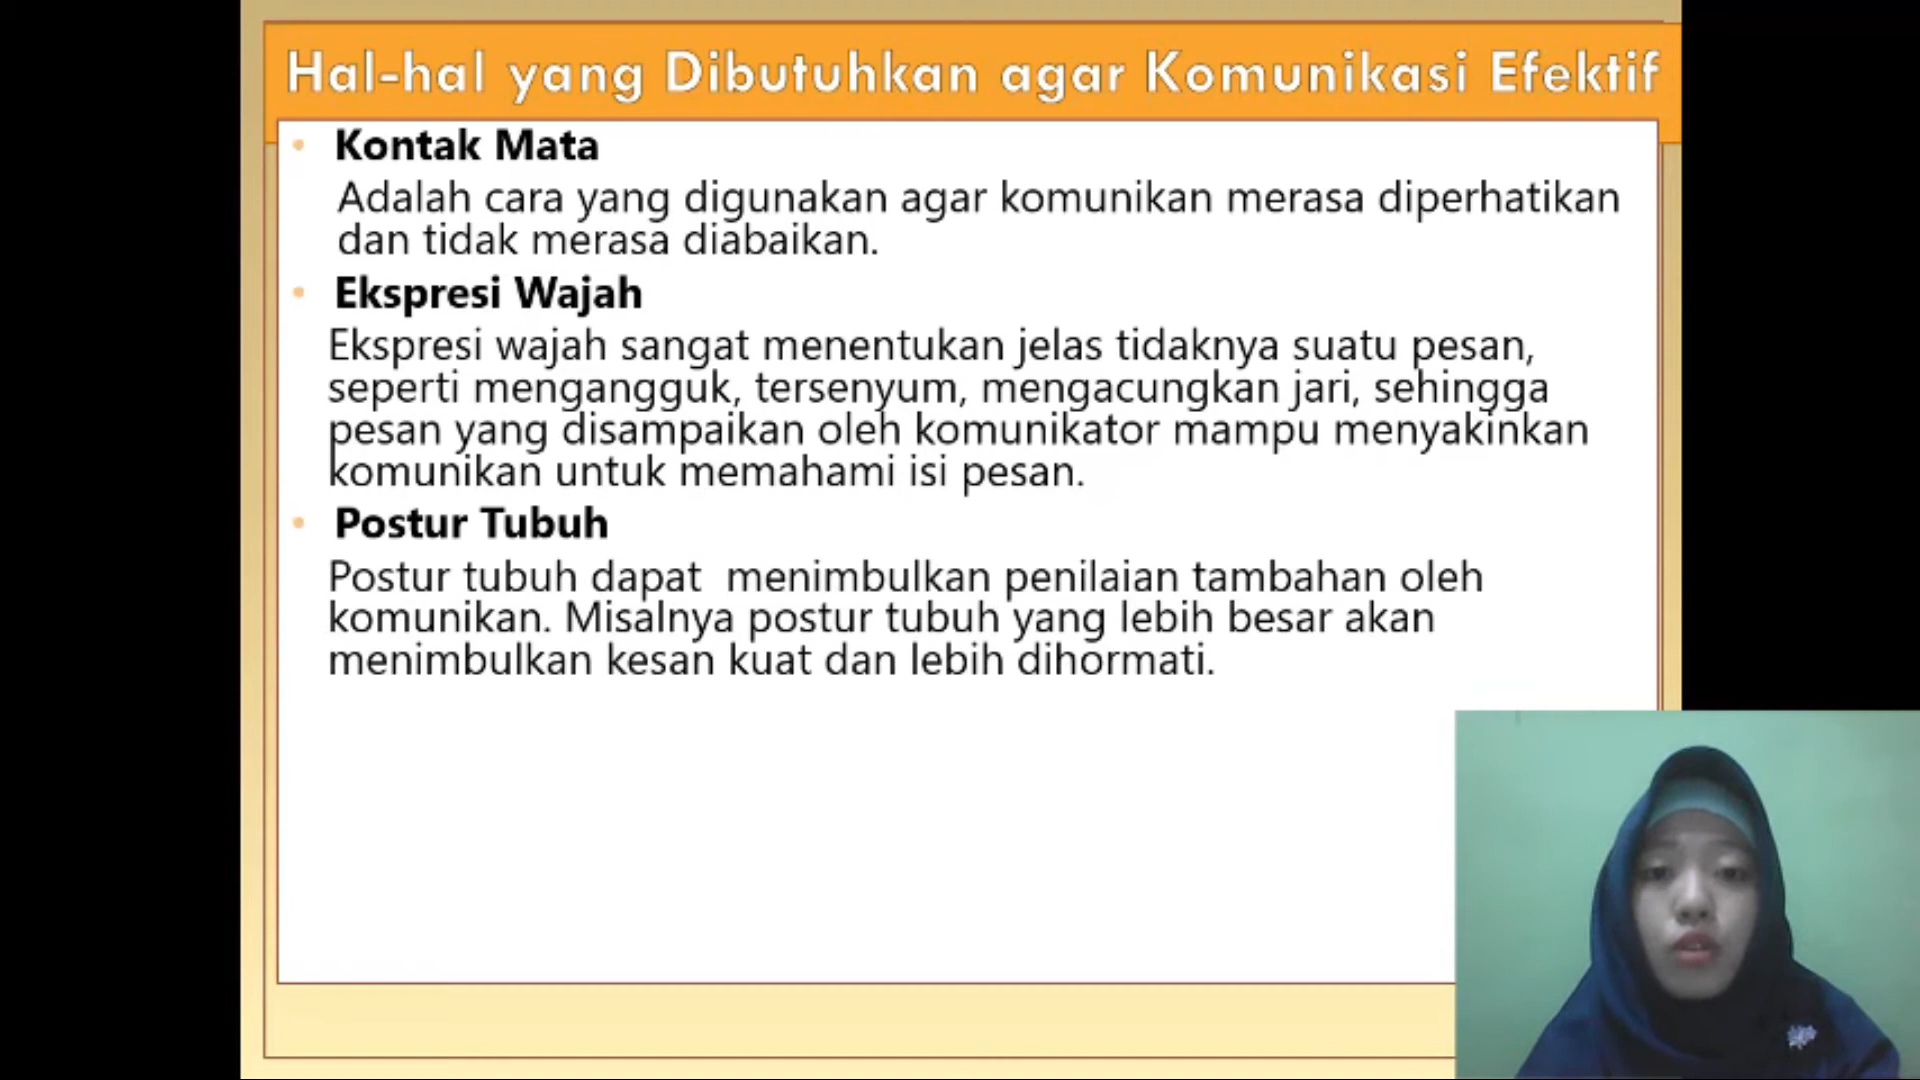 Hal-hal yang Dibutuhkan agar Komunikasi Efektif
• Kontak Mata
Adalah cara yang digunakan agar komunikan merasa diperhatikan
dan tidak merasa diabaikan.
• Ekspresi Wajah
Ekspresi wajah sangat menentukan jelas tidaknya suatu pesan,
seperti mengangguk, tersenyum, mengacungkan jari, sehingga
pesan yang disampaikan oleh komunikator mampu menyakinkan
komunikan untuk memahami isi pesan.
• Postur Tubuh
Postur tubuh dapat  menimbulkan penilaian tambahan oleh
komunikan. Misalnya postur tubuh yang lebih besar akan
menimbulkan kesan kuat dan lebih dihormati.